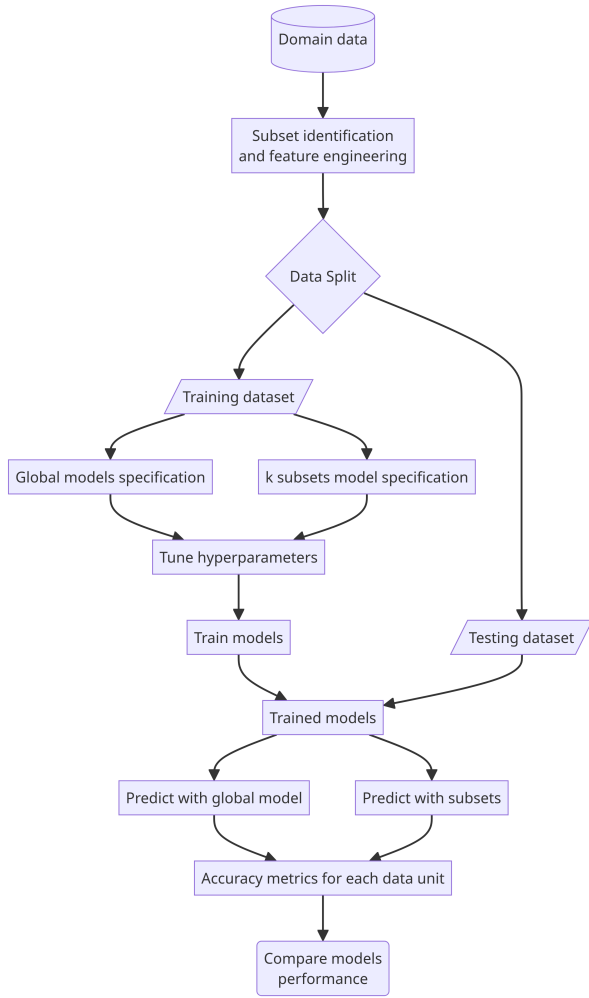 Domain data
Subset identification
and feature engineering
Data Split
Training dataset
Global models specification
k subsets model specification
Tune hyperparameters
Train models
Testing dataset
Trained models
Predict with global model
Predict with subsets
Accuracy metrics for each data unit
Compare models
performance